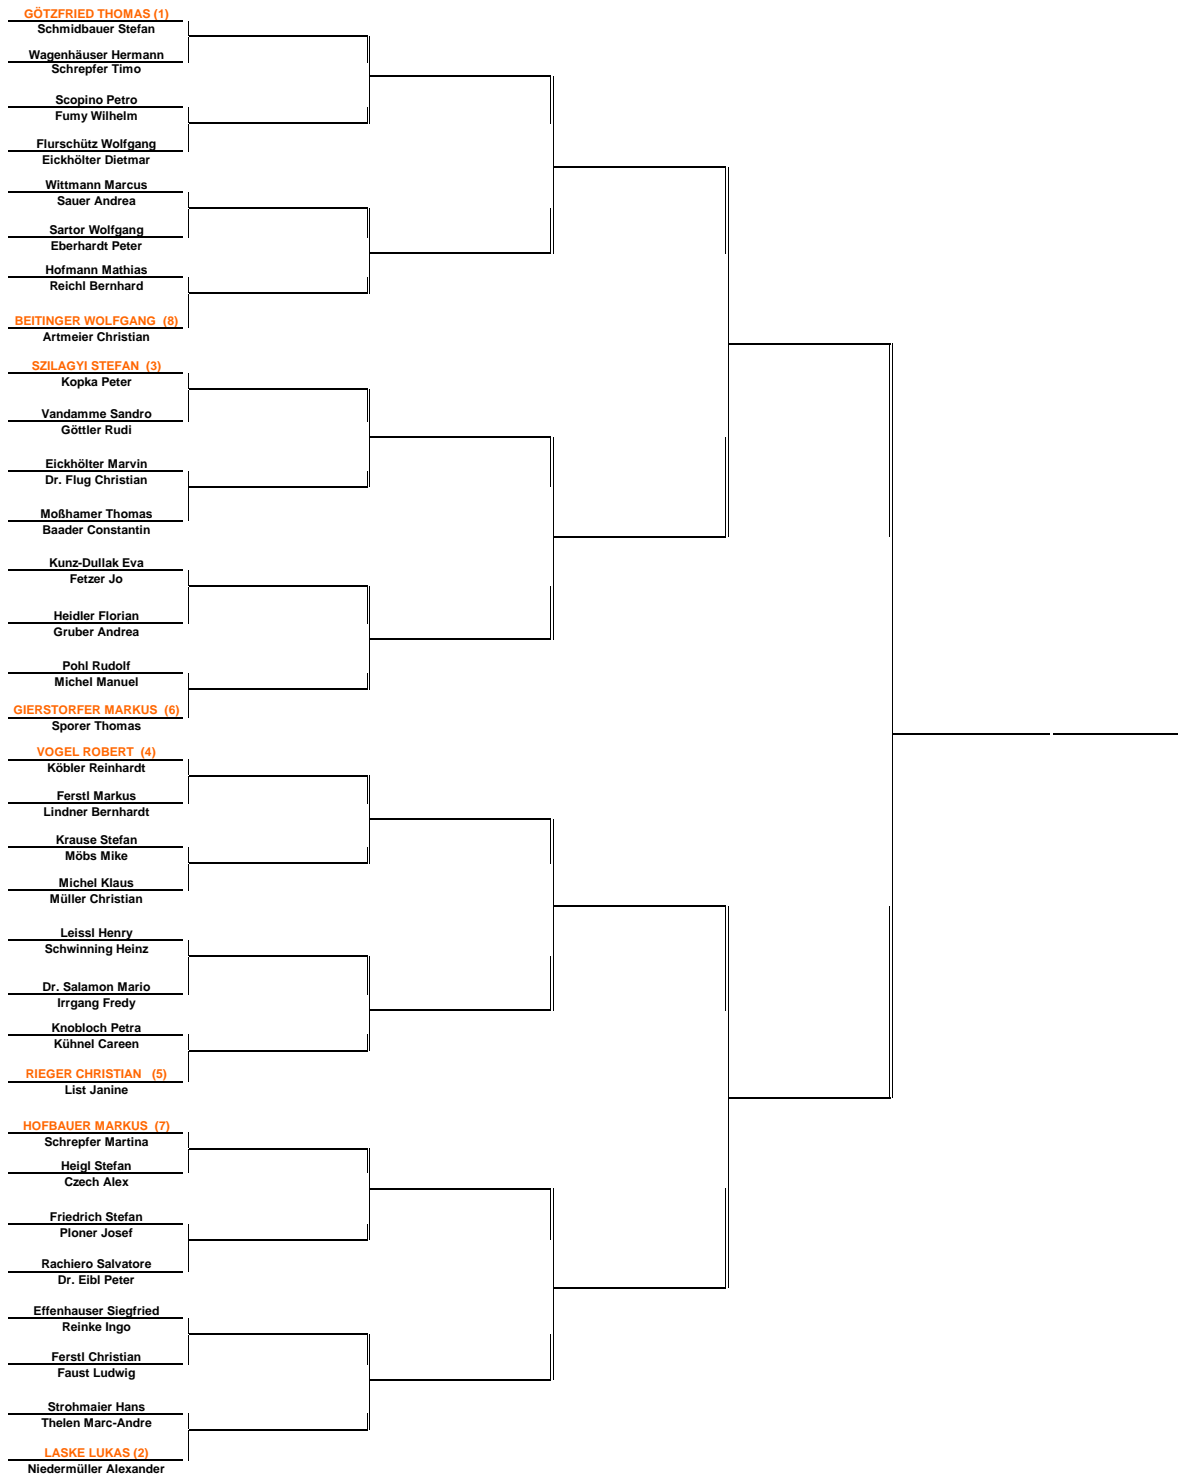 GÖTZFRIED THOMAS (1)
Schmidbauer Stefan
Wagenhäuser Hermann
Schrepfer Timo
Scopino Petro
Fumy Wilhelm
Flurschütz Wolfgang
Eickhölter Dietmar
Wittmann Marcus
Sauer Andrea
Sartor Wolfgang
Eberhardt Peter
Hofmann Mathias
Reichl Bernhard
BEITINGER WOLFGANG (8)
Artmeier Christian
SZILAGYI STEFAN (3)
Kopka Peter
Vandamme Sandro
Göttler Rudi
Eickhölter Marvin
Dr. Flug Christian
Moßhamer Thomas
Baader Constantin
Kunz-Dullak Eva
Fetzer Jo
Heidler Florian
Gruber Andrea
Pohl Rudolf
Michel Manuel
GIERSTORFER MARKUS (6)
Sporer Thomas
VOGEL ROBERT (4)
Köbler Reinhardt
Ferstl Markus
Lindner Bernhardt
Krause Stefan
Möbs Mike
Michel Klaus
Müller Christian
Leissl Henry
Schwinning Heinz
Dr. Salamon Mario
Irrgang Fredy
Knobloch Petra
Kühnel Careen
RIEGER CHRISTIAN (5)
List Janine
HOFBAUER MARKUS (7)
Schrepfer Martina
Heigl Stefan
Czech Alex
Friedrich Stefan
Ploner Josef
Rachiero Salvatore
Dr. Eibl Peter
Effenhauser Siegfried
Reinke Ingo
Ferstl Christian
Faust Ludwig
Strohmaier Hans
Thelen Marc-Andre
LASKE LUKAS (2)
Niedermüller Alexander